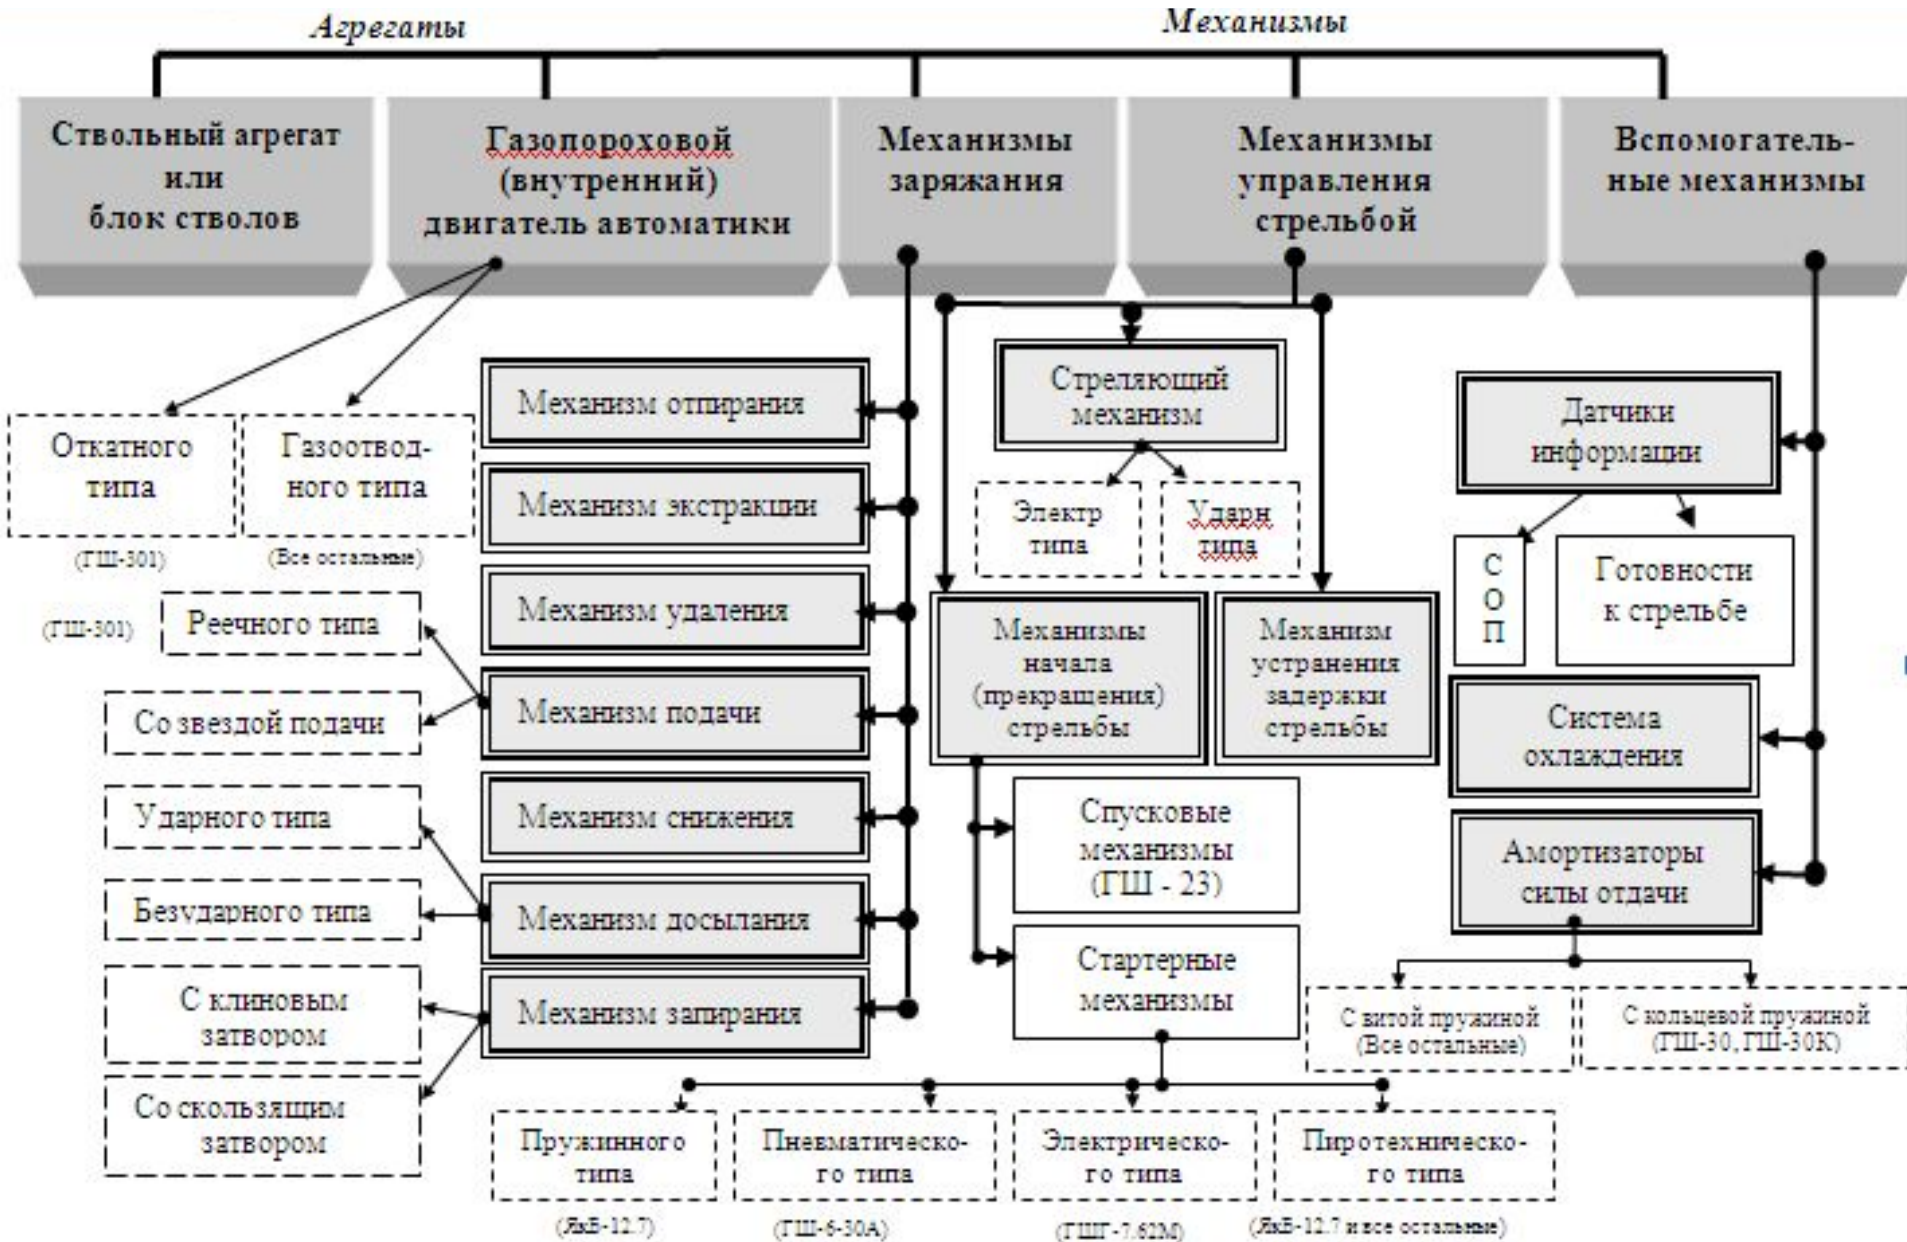 Агрегаты
Механизмы
Ствольный агрегат
или
блок стволов
Газопороховой
(внутренний)
двигатель автоматики
Механизмы
заряжания
Механизмы
управления
стрельбой
Вспомогатель-
ные механизмы
Откатного
типа
(ГШ-301)
Газоотвод-
ного типа
(Все остальные)
Механизм отпирания
Механизм экстракции
Механизм удаления
Механизм подачи
Механизм снижения
Механизм досылания
Механизм запирания
(ГШ-301)
Реечного типа
Со звездой подачи
Ударного типа
Безударного типа
С клиновым
затвором
Со скользящим
затвором
Стреляющий
механизм
Электр
типа
Ударн
типа
Механизмы
начала
(прекращения)
стрельбы
Механизм
устранения
задержки
стрельбы
Спусковые
механизмы
(ГШ - 23)
Стартерные
механизмы
Пружинного
типа
(ЯкБ-12.7)
Пневматическо-
го типа
(ГШ-6-30А)
Электрическо-
го типа
(ГШГ-7.62М)
Пиротехническо-
го типа
(ЯкБ-12.7 и все остальные)
Датчики
информации
С
О
П
Готовности
к стрельбе
Система
охлаждения
Амортизаторы
силы отдачи
С витой пружиной
(Все остальные)
С кольцевой пружиной
(ГШ-30, ГШ-30К)